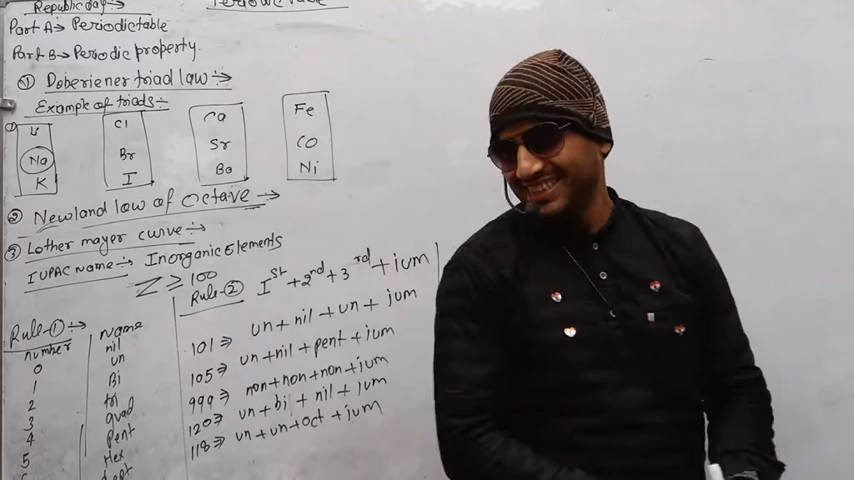 Republic day →
Periodic Table
Part A → Periodic table
Part B → Periodic property.
① Doberiener triad law →
Example of triads →
① Li Cl Ca Fe
Na Br Sr CO
K I Ba Ni
② Newland law of octave →
③ Lother mayer curve →
IUPAC Name → Inorganic Elements
Z ≥ 100
Rule-② Ist + 2nd + 3rd + ium
Rule-① →
number Name
0 nil
1 un
2 Bi
3 tri
4 quad
5 Pent
Hex
101 ⇒ un + nil + un + ium
105 ⇒ un + nil + pent + ium
999 ⇒ non + non + non + ium
120 ⇒ un + bi + nil + ium
118 ⇒ un + un + oct + ium